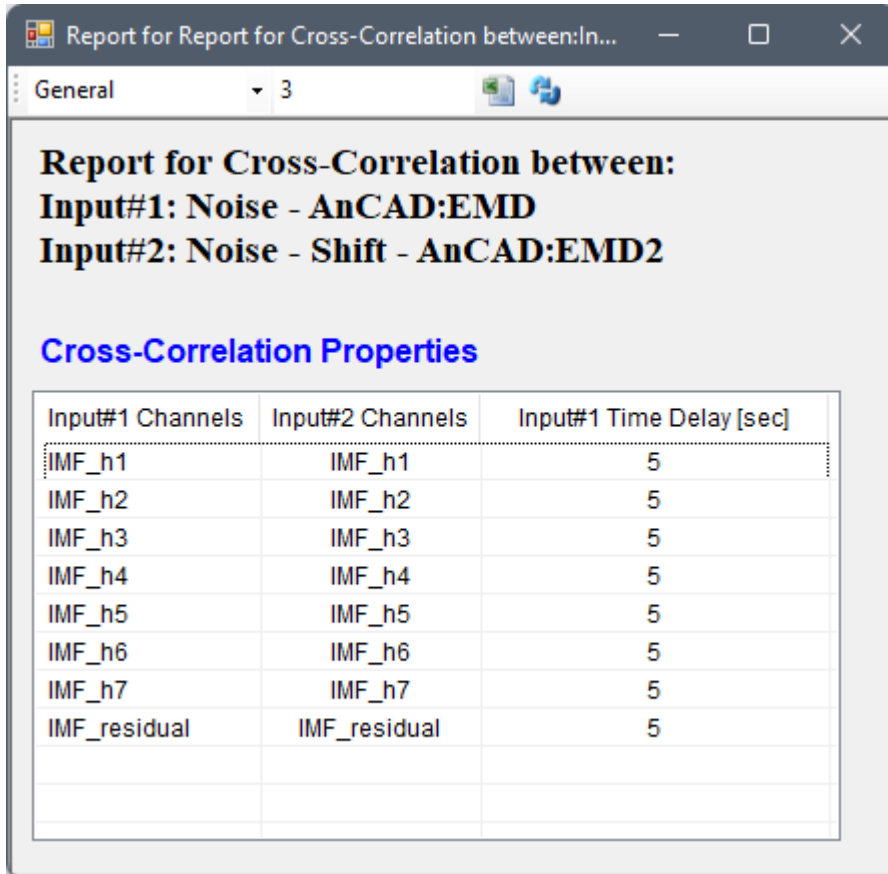 Report for Report for Cross-Correlation between:In...
General 3
Report for Cross-Correlation between:
Input#1: Noise - AnCAD:EMD
Input#2: Noise - Shift - AnCAD:EMD2
Cross-Correlation Properties
Input#1 Channels Input#2 Channels Input#1 Time Delay [sec]
IMF_h1 IMF_h1 5
IMF_h2 IMF_h2 5
IMF_h3 IMF_h3 5
IMF_h4 IMF_h4 5
IMF_h5 IMF_h5 5
IMF_h6 IMF_h6 5
IMF_h7 IMF_h7 5
IMF_residual IMF_residual 5